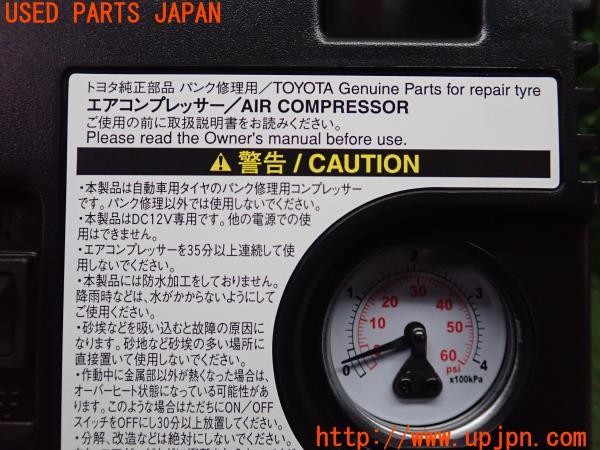 USED PARTS JAPAN
トヨタ純正部品 パンク修理用／TOYOTA Genuine Parts for repair tyre
エアコンプレッサー／AIR COMPRESSOR
ご使用の前に取扱説明書をお読みください。
Please read the Owner's manual before use.
警告 / CAUTION
・本製品は自動車用タイヤのパンク修理用コンプレッサー
です。パンク修理以外では使用しないでください。
・本製品はDC12V専用です。他の電源での使
用はできません。
・エアコンプレッサーを35分以上連続して使
用しないでください。
・本製品には防水加工をしておりません。
降雨時などは、水がかからないようにして
ご使用ください。
・砂埃などを吸い込むと故障の原因に
なります。砂地など砂埃の多い場所に
直接置いて使用しないでください。
・作動中に金属部以外が熱くなった場合は、
オーバーヒート状態になっている可能性があり
ます。このような場合はただちにON／OFF
スイッチをOFFにし30分以上放置してください。
・分解、改造などは絶対にしないでください。
0 1 2 3 4
0 10 20 30 40 50 60
psi
x100kPa
http://www.upjpn.com